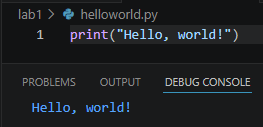 lab1 > helloworld.py
1 print("Hello, world!")
PROBLEMS OUTPUT DEBUG CONSOLE
Hello, world!